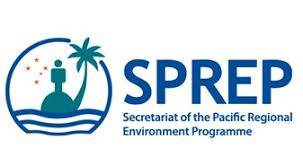 SPREP
Secretariat of the Pacific Regional
Environment Programme